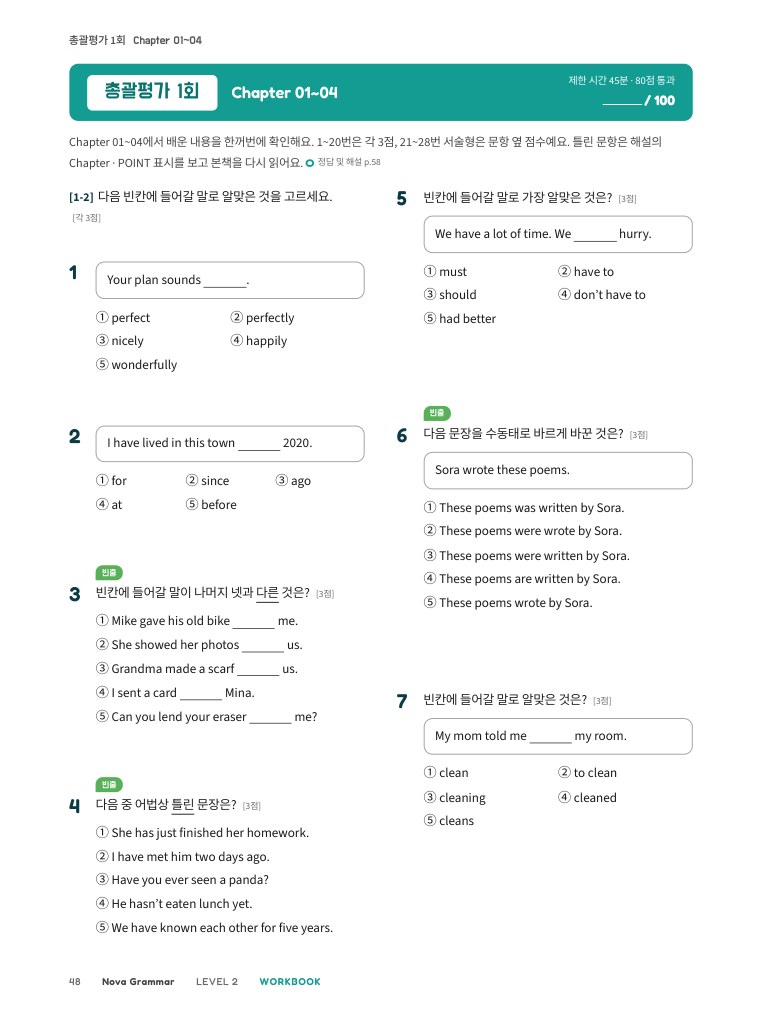 총괄평가 1회 Chapter 01~04
총괄평가 1회 Chapter 01~04
제한 시간 45분 · 80점 통과
______ / 100
Chapter 01~04에서 배운 내용을 한꺼번에 확인해요. 1~20번은 각 3점, 21~28번 서술형은 문항 옆 점수예요. 틀린 문항은 해설의
Chapter · POINT 표시를 보고 본책을 다시 읽어요. 정답 및 해설 p.58
[1-2] 다음 빈칸에 들어갈 말로 알맞은 것을 고르세요.
[각 3점]
1
Your plan sounds ______.
① perfect ② perfectly
③ nicely ④ happily
⑤ wonderfully
2
I have lived in this town ______ 2020.
① for ② since ③ ago
④ at ⑤ before
빈출
3 빈칸에 들어갈 말이 나머지 넷과 다른 것은? [3점]
① Mike gave his old bike ______ me.
② She showed her photos ______ us.
③ Grandma made a scarf ______ us.
④ I sent a card ______ Mina.
⑤ Can you lend your eraser ______ me?
빈출
4 다음 중 어법상 틀린 문장은? [3점]
① She has just finished her homework.
② I have met him two days ago.
③ Have you ever seen a panda?
④ He hasn't eaten lunch yet.
⑤ We have known each other for five years.
5 빈칸에 들어갈 말로 가장 알맞은 것은? [3점]
We have a lot of time. We ______ hurry.
① must ② have to
③ should ④ don't have to
⑤ had better
빈출
6 다음 문장을 수동태로 바르게 바꾼 것은? [3점]
Sora wrote these poems.
① These poems was written by Sora.
② These poems were wrote by Sora.
③ These poems were written by Sora.
④ These poems are written by Sora.
⑤ These poems wrote by Sora.
7 빈칸에 들어갈 말로 알맞은 것은? [3점]
My mom told me ______ my room.
① clean ② to clean
③ cleaning ④ cleaned
⑤ cleans
48 Nova Grammar LEVEL 2 WORKBOOK